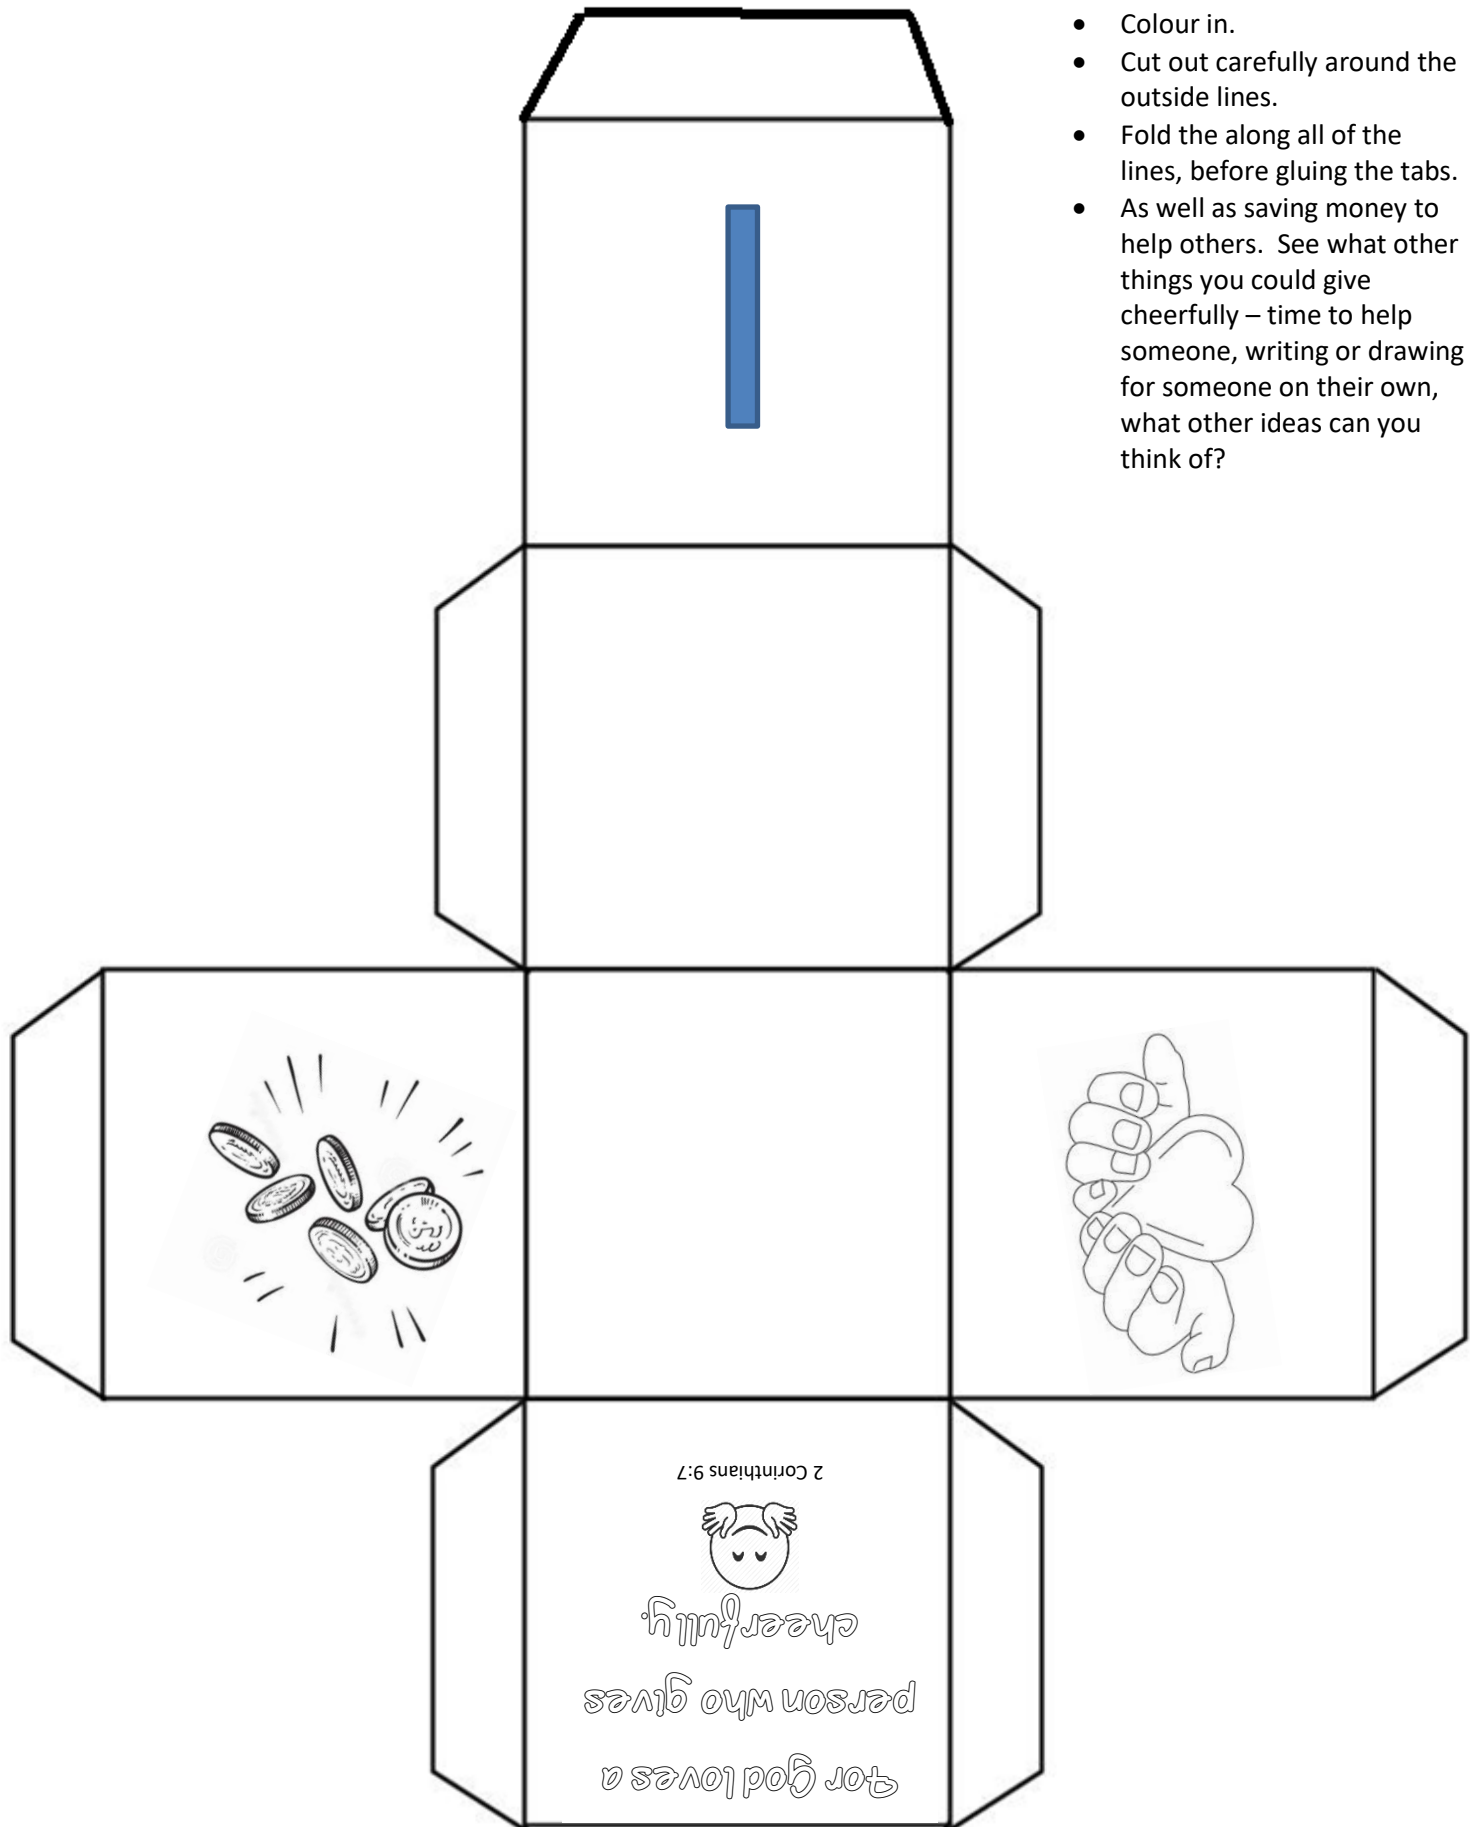 • Colour in.
• Cut out carefully around the
outside lines.
• Fold the along all of the
lines, before gluing the tabs.
• As well as saving money to
help others.  See what other
things you could give
cheerfully – time to help
someone, writing or drawing
for someone on their own,
what other ideas can you
think of?
For God loves a
person who gives
cheerfully.
2 Corinthians 9:7